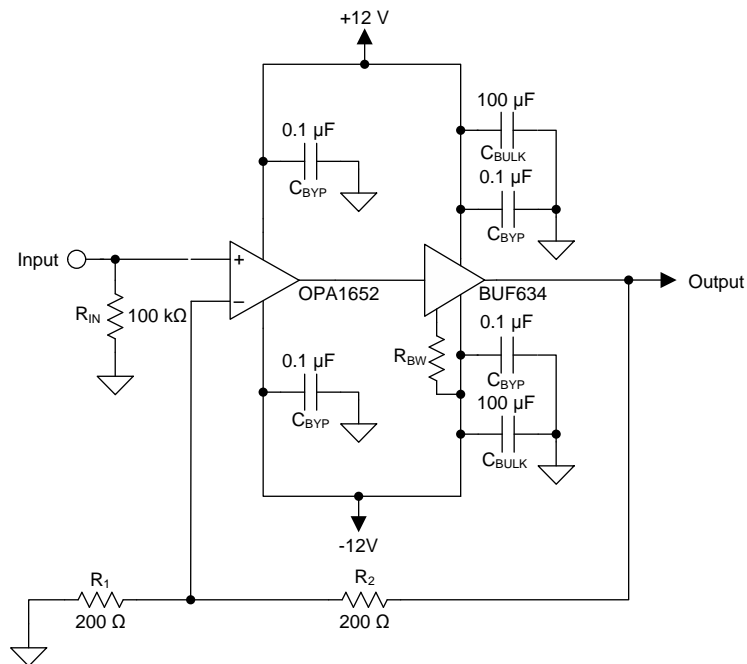 +12 V
100 µF
C_BULK
0.1 µF
C_BYP
0.1 µF
C_BYP
Input
+
−
OPA1652
BUF634
Output
R_IN
100 kΩ
R_BW
0.1 µF
C_BYP
0.1 µF
C_BYP
100 µF
C_BULK
-12V
R_1
200 Ω
R_2
200 Ω